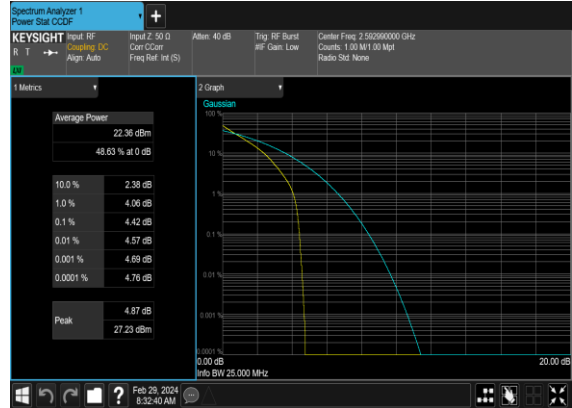 Spectrum Analyzer 1
Power Stat CCDF
KEYSIGHT
R T
LW
Input: RF
Coupling: DC
Align: Auto
Input Z: 50 Ω
Corr CCorr
Freq Ref: Int (S)
Atten: 40 dB
Trig: RF Burst
#IF Gain: Low
Center Freq: 2.592990000 GHz
Counts: 1.00 M/1.00 Mpt
Radio Std: None
1 Metrics
Average Power
22.36 dBm
48.63 % at 0 dB
10.0 % 2.38 dB
1.0 % 4.06 dB
0.1 % 4.42 dB
0.01 % 4.57 dB
0.001 % 4.69 dB
0.0001 % 4.76 dB
Peak
4.87 dB
27.23 dBm
2 Graph
Gaussian
100 %
10 %
1 %
0.1 %
0.01 %
0.001 %
0.0001 %
0.00 dB
20.00 dB
Info BW 25.000 MHz
?
Feb 29, 2024
8:32:40 AM